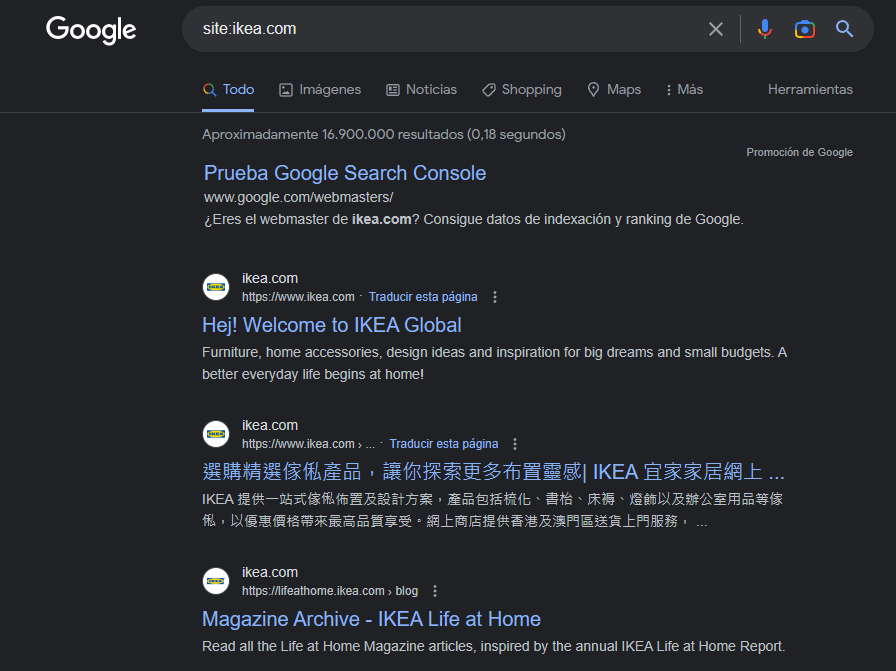 Google
site:ikea.com
Todo Imágenes Noticias Shopping Maps Más Herramientas
Aproximadamente 16.900.000 resultados (0,18 segundos)
Promoción de Google
Prueba Google Search Console
www.google.com/webmasters/
¿Eres el webmaster de ikea.com? Consigue datos de indexación y ranking de Google.
ikea.com
https://www.ikea.com · Traducir esta página
Hej! Welcome to IKEA Global
Furniture, home accessories, design ideas and inspiration for big dreams and small budgets. A
better everyday life begins at home!
ikea.com
https://www.ikea.com › ... · Traducir esta página
選購精選傢俬產品，讓你探索更多布置靈感| IKEA 宜家家居網上 ...
IKEA 提供一站式傢俬佈置及設計方案，產品包括梳化、書枱、床褥、燈飾以及辦公室用品等傢
俬，以優惠價格帶來最高品質享受。網上商店提供香港及澳門區送貨上門服務， ...
ikea.com
https://lifeathome.ikea.com › blog
Magazine Archive - IKEA Life at Home
Read all the Life at Home Magazine articles, inspired by the annual IKEA Life at Home Report.